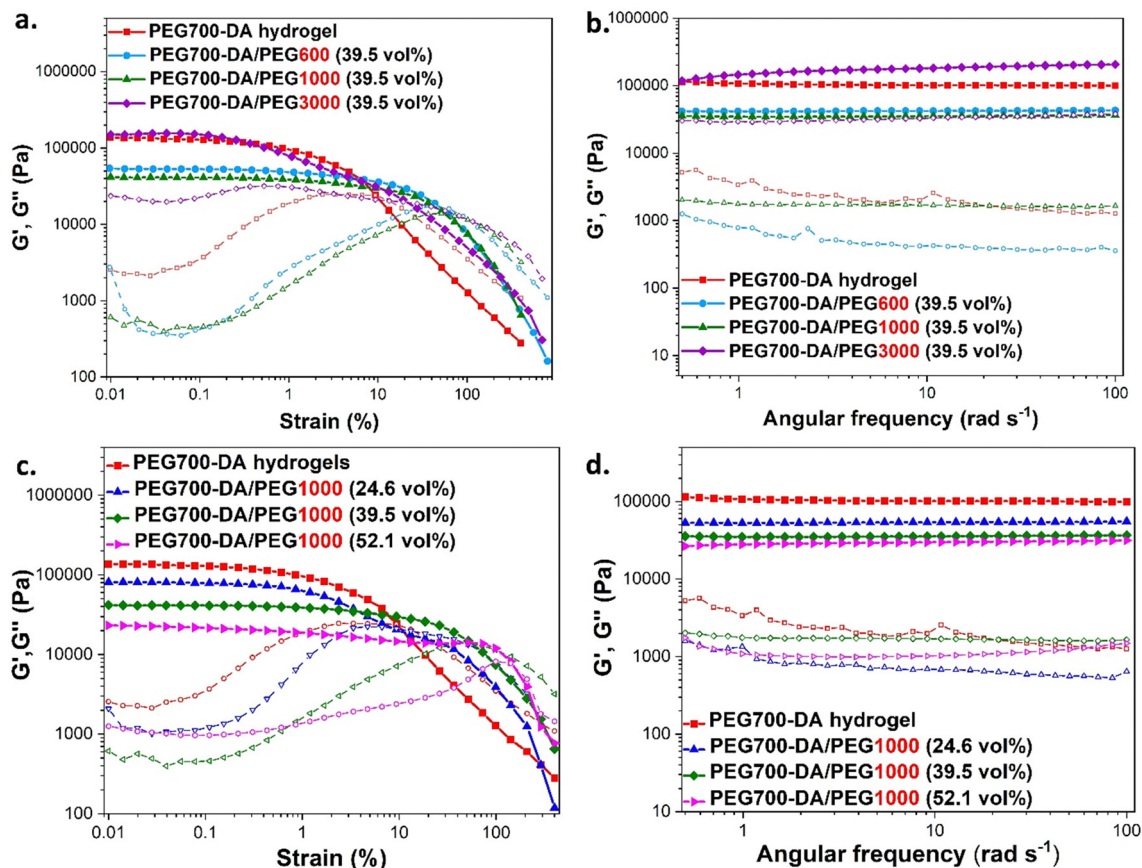 a.
PEG700-DA hydrogel
PEG700-DA/PEG600 (39.5 vol%)
PEG700-DA/PEG1000 (39.5 vol%)
PEG700-DA/PEG3000 (39.5 vol%)
G', G'' (Pa)
1000000
100000
10000
1000
100
0.01 0.1 1 10 100
Strain (%)
b.
G', G'' (Pa)
1000000
100000
10000
1000
100
10
PEG700-DA hydrogel
PEG700-DA/PEG600 (39.5 vol%)
PEG700-DA/PEG1000 (39.5 vol%)
PEG700-DA/PEG3000 (39.5 vol%)
1 10 100
Angular frequency (rad s⁻¹)
c.
PEG700-DA hydrogels
PEG700-DA/PEG1000 (24.6 vol%)
PEG700-DA/PEG1000 (39.5 vol%)
PEG700-DA/PEG1000 (52.1 vol%)
G', G'' (Pa)
1000000
100000
10000
1000
100
0.01 0.1 1 10 100
Strain (%)
d.
G', G'' (Pa)
100000
10000
1000
100
10
PEG700-DA hydrogel
PEG700-DA/PEG1000 (24.6 vol%)
PEG700-DA/PEG1000 (39.5 vol%)
PEG700-DA/PEG1000 (52.1 vol%)
1 10 100
Angular frequency (rad s⁻¹)